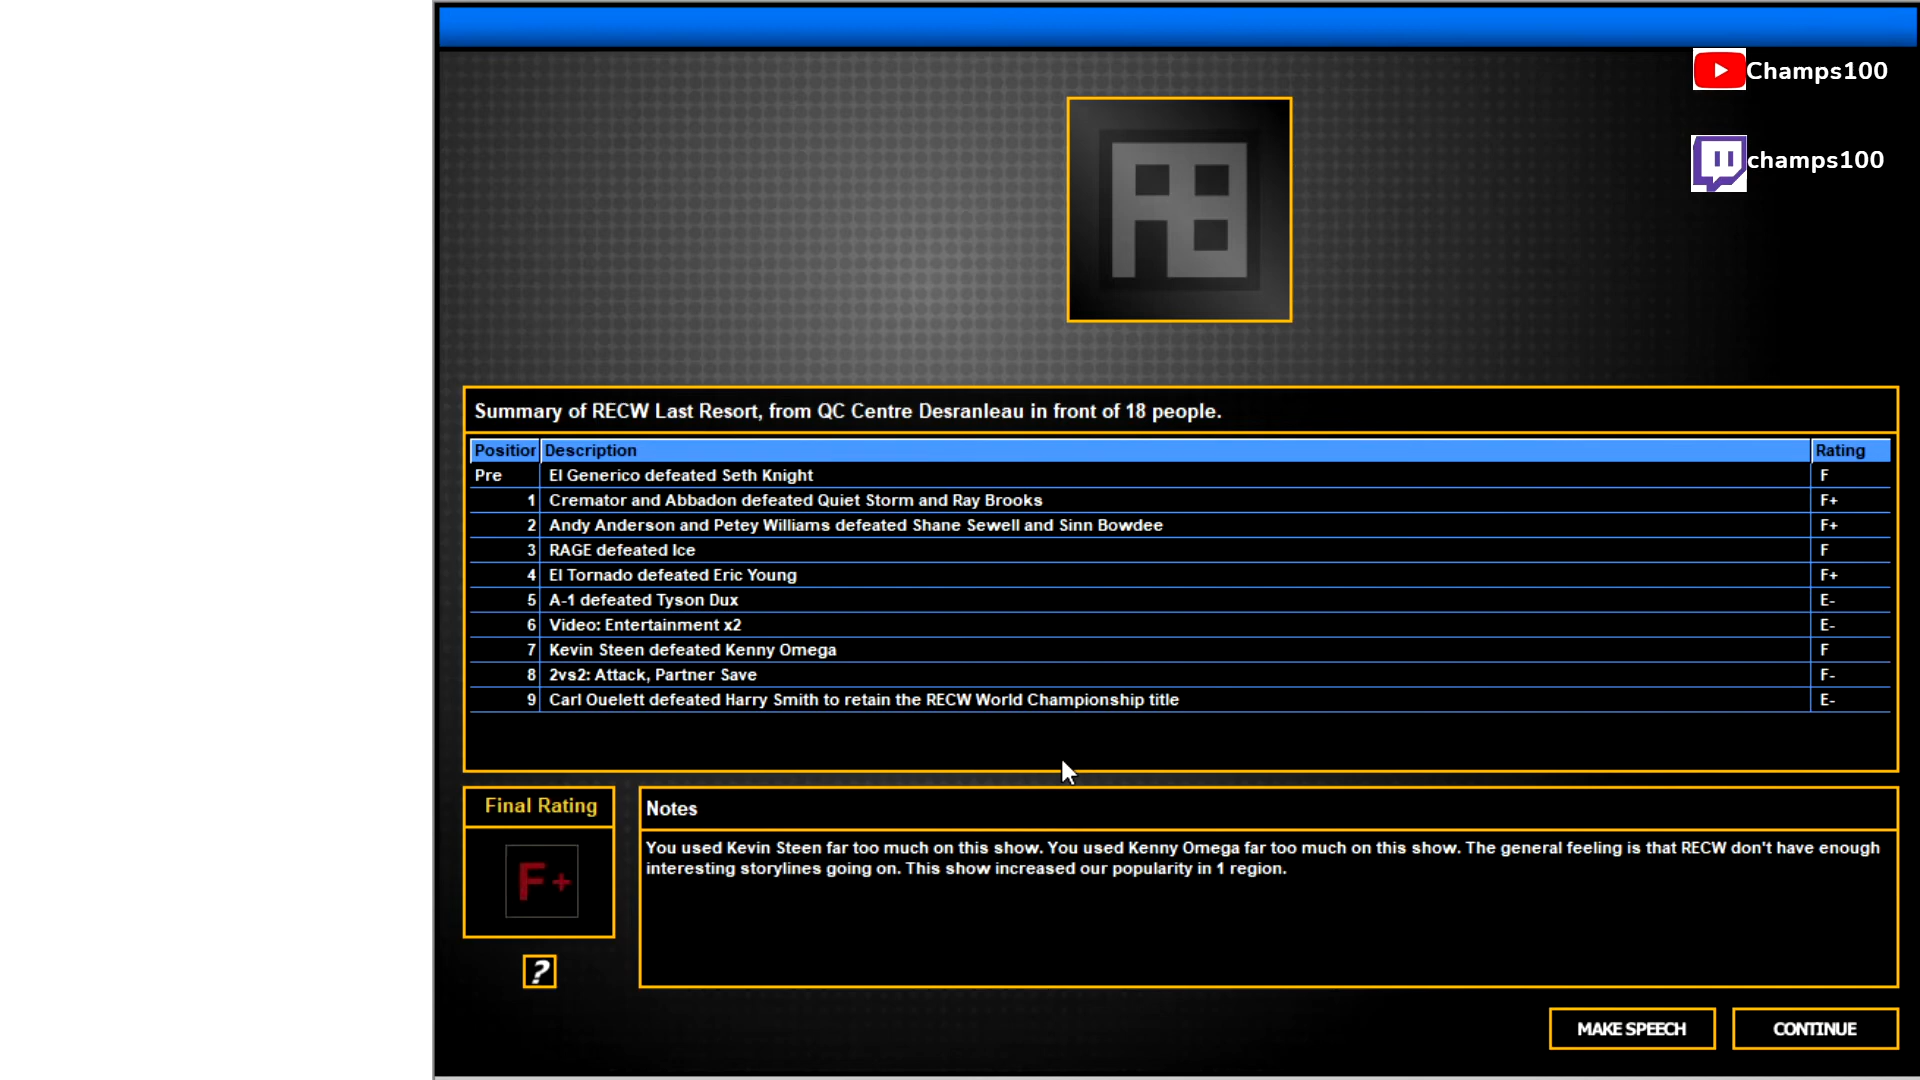 Champs100
champs100
Summary of RECW Last Resort, from QC Centre Desranleau in front of 18 people.
Position Description Rating
Pre El Generico defeated Seth Knight F
1 Cremator and Abbadon defeated Quiet Storm and Ray Brooks F+
2 Andy Anderson and Petey Williams defeated Shane Sewell and Sinn Bowdee F+
3 RAGE defeated Ice F
4 El Tornado defeated Eric Young F+
5 A-1 defeated Tyson Dux E-
6 Video: Entertainment x2 E-
7 Kevin Steen defeated Kenny Omega F
8 2vs2: Attack, Partner Save F-
9 Carl Ouelett defeated Harry Smith to retain the RECW World Championship title E-
Final Rating
F+
?
Notes
You used Kevin Steen far too much on this show. You used Kenny Omega far too much on this show. The general feeling is that RECW don't have enough
interesting storylines going on. This show increased our popularity in 1 region.
MAKE SPEECH
CONTINUE